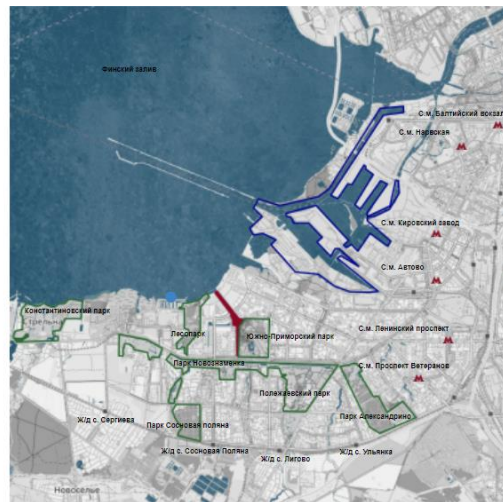 Финский залив
С.м. Балтийский вокзал
С.м. Нарвская
С.м. Кировский завод
С.м. Автово
Константиновский парк
Стрельна
Лесопарк
Южно-Приморский парк
С.м. Ленинский проспект
Парк Новознаменка
С.м. Проспект Ветеранов
Полежаевский парк
Парк Александрино
Ж/д с. Сергиева
Парк Сосновая поляна
Ж/д с. Сосновая Поляна
Ж/д с. Лигово
Ж/д с. Ульянка
Новоселье